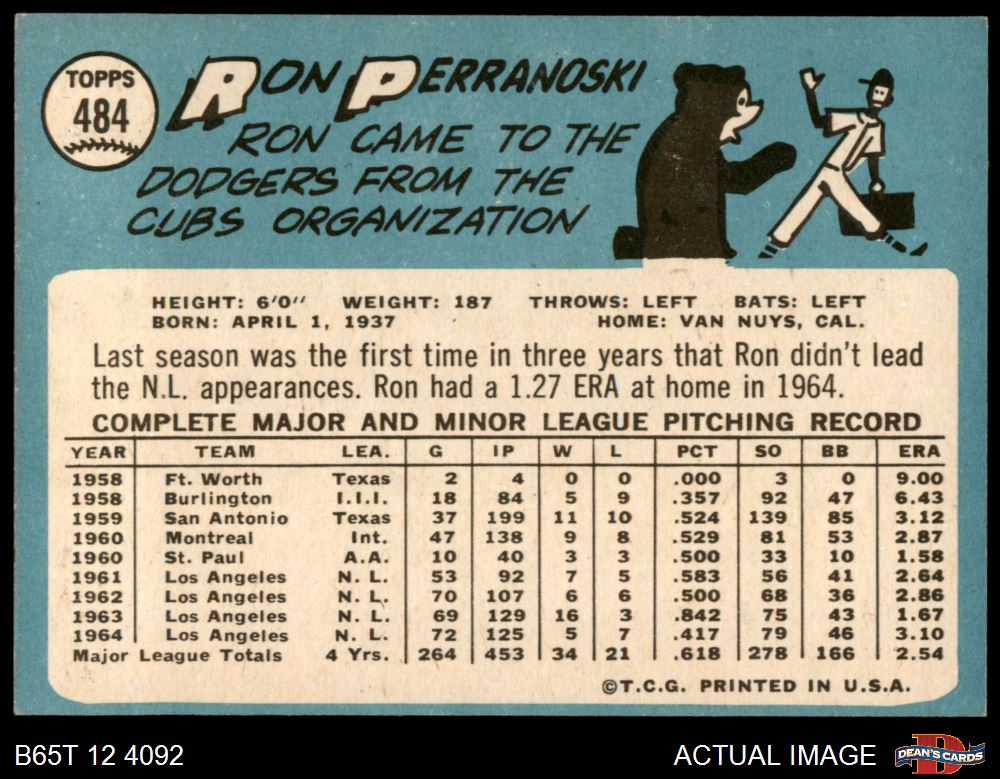 TOPPS
484
RON PERRANOSKI
RON CAME TO THE
DODGERS FROM THE
CUBS ORGANIZATION
HEIGHT: 6'0" WEIGHT: 187 THROWS: LEFT BATS: LEFT
BORN: APRIL 1, 1937 HOME: VAN NUYS, CAL.
Last season was the first time in three years that Ron didn't lead
the N.L. appearances. Ron had a 1.27 ERA at home in 1964.
COMPLETE MAJOR AND MINOR LEAGUE PITCHING RECORD
YEAR TEAM LEA. G IP W L PCT SO BB ERA
1958 Ft. Worth Texas 2 4 0 0 .000 3 0 9.00
1958 Burlington I.I.I. 18 84 5 9 .357 92 47 6.43
1959 San Antonio Texas 37 199 11 10 .524 139 85 3.12
1960 Montreal Int. 47 138 9 8 .529 81 53 2.87
1960 St. Paul A.A. 10 40 3 3 .500 33 10 1.58
1961 Los Angeles N. L. 53 92 7 5 .583 56 41 2.64
1962 Los Angeles N. L. 70 107 6 6 .500 68 36 2.86
1963 Los Angeles N. L. 69 129 16 3 .842 75 43 1.67
1964 Los Angeles N. L. 72 125 5 7 .417 79 46 3.10
Major League Totals 4 Yrs. 264 453 34 21 .618 278 166 2.54
©T.C.G. PRINTED IN U.S.A.
B65T 12 4092 ACTUAL IMAGE
D
DEAN'S CARDS